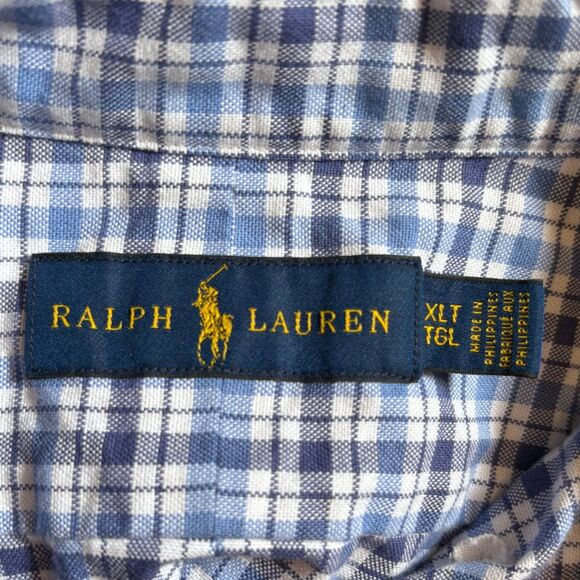 RALPH LAUREN
XLT
TGL
MADE IN
PHILIPPINES
FABRIQUÉ AUX
PHILIPPINES